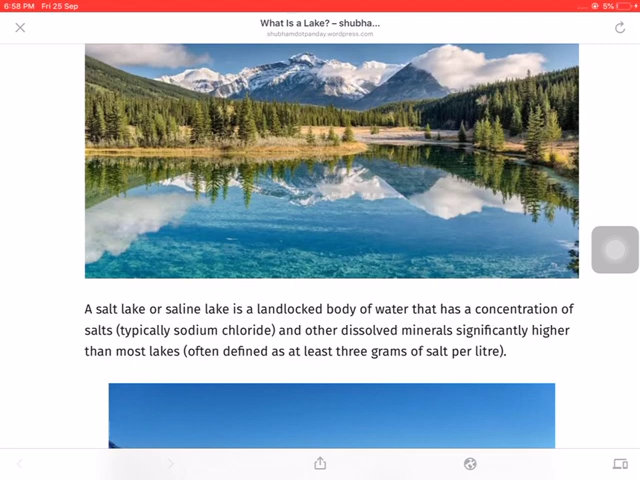 6:58 PM Fri 25 Sep
5%
What Is a Lake? – shubha...
shubhamdotpanday.wordpress.com
A salt lake or saline lake is a landlocked body of water that has a concentration of
salts (typically sodium chloride) and other dissolved minerals significantly higher
than most lakes (often defined as at least three grams of salt per litre).